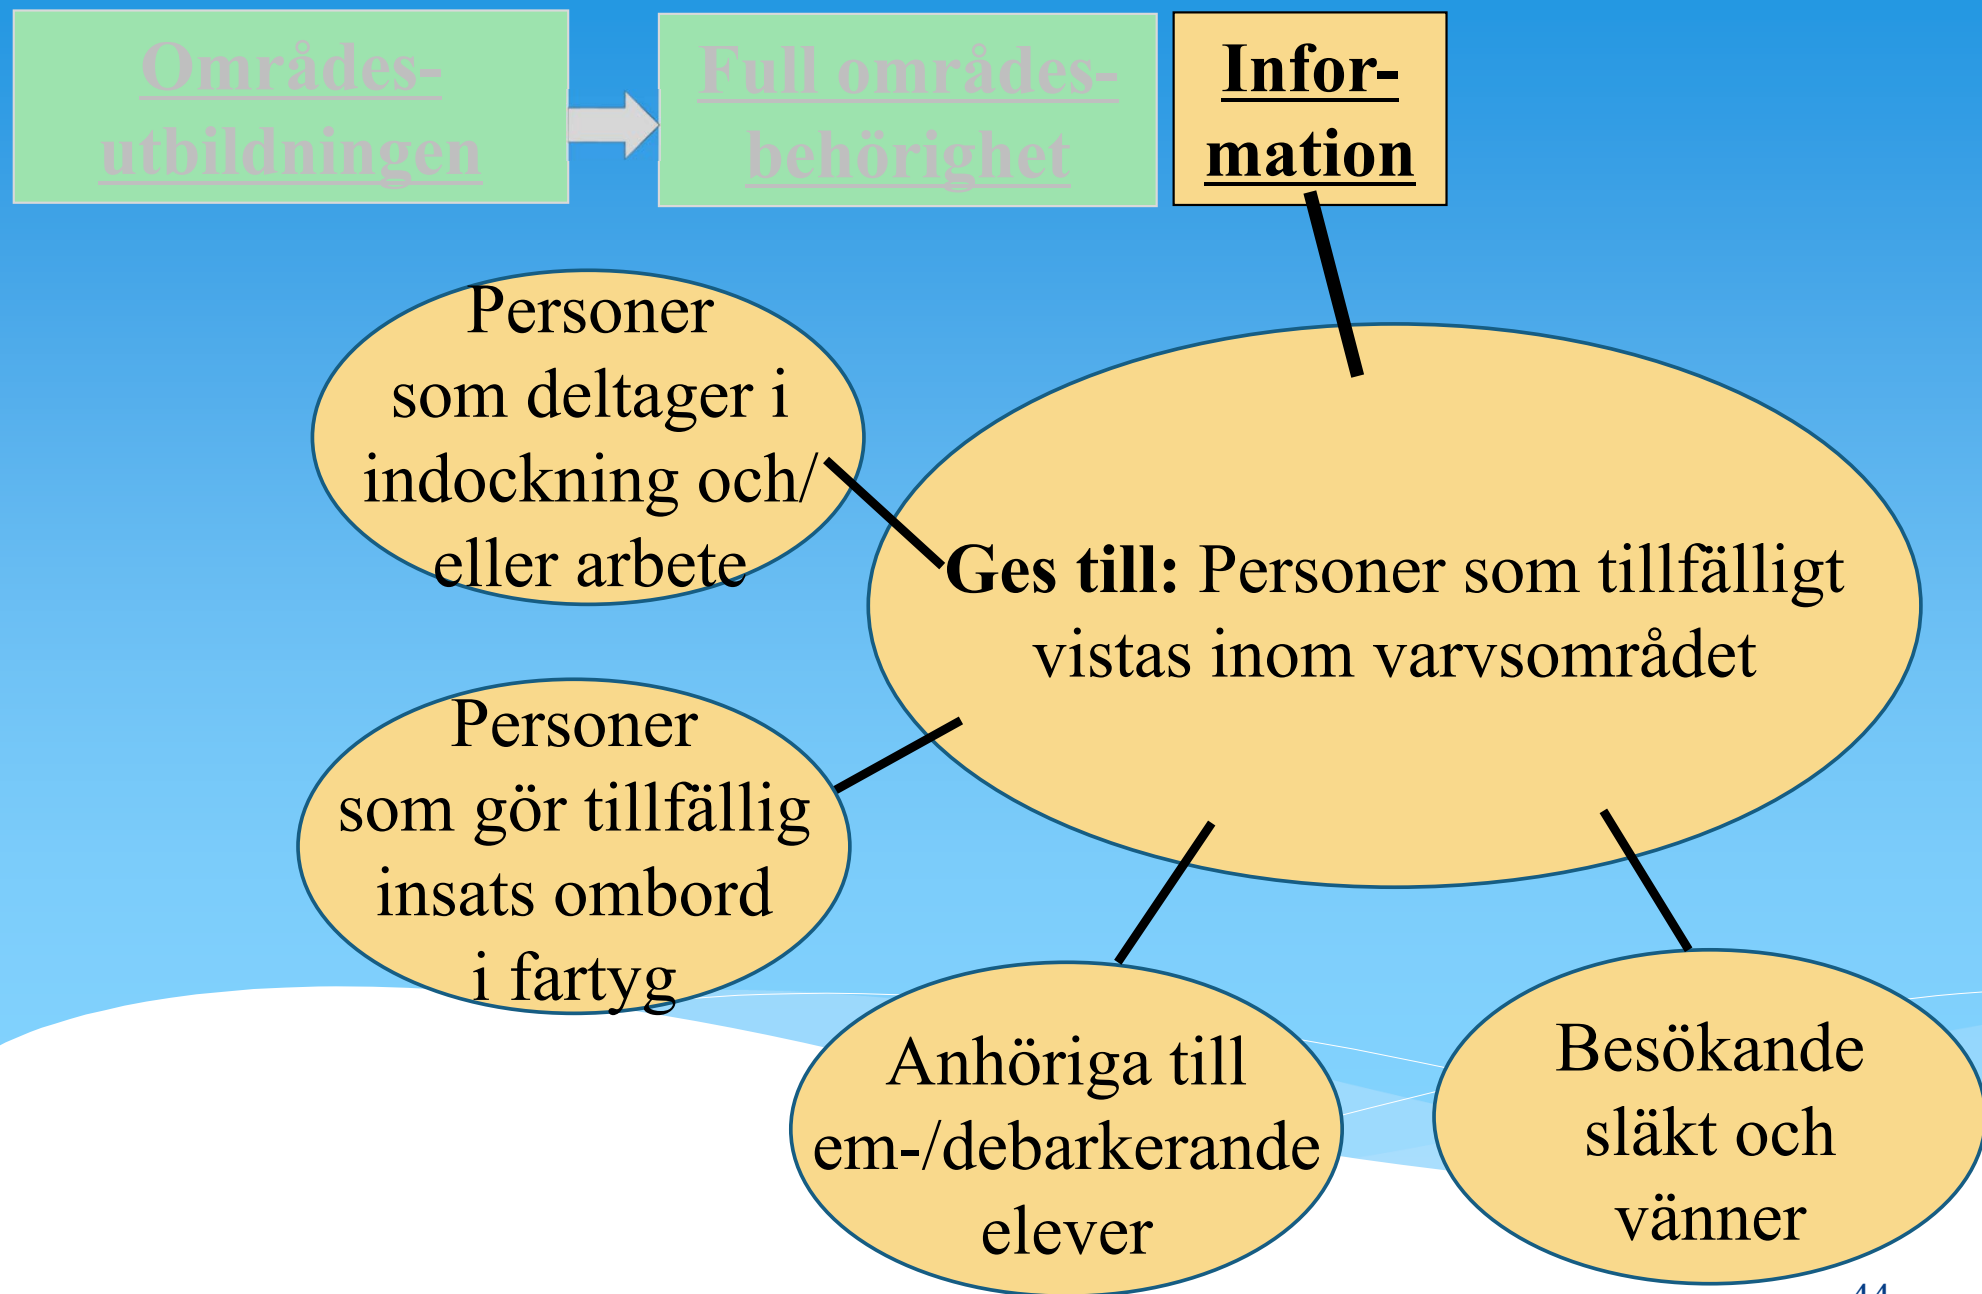 Områdes-
utbildningen
Full områdes-
behörighet
Infor-
mation
Personer
som deltager i
indockning och/
eller arbete
Ges till: Personer som tillfälligt
vistas inom varvsområdet
Personer
som gör tillfällig
insats ombord
i fartyg
Anhöriga till
em-/debarkerande
elever
Besökande
släkt och
vänner
44